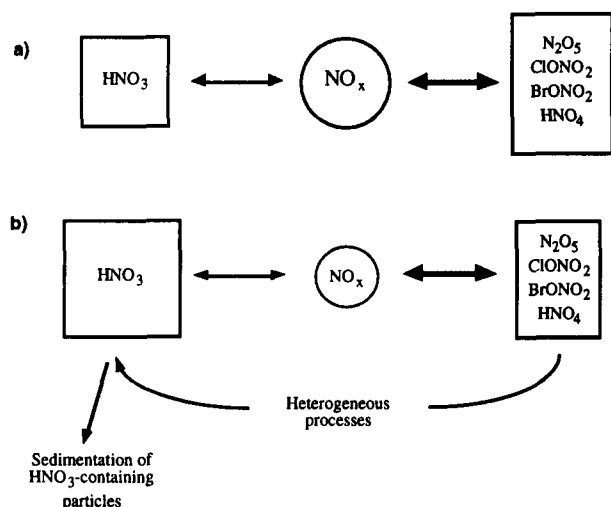 a)
HNO₃
NOₓ
N₂O₅
ClONO₂
BrONO₂
HNO₄
b)
HNO₃
NOₓ
N₂O₅
ClONO₂
BrONO₂
HNO₄
Heterogeneous
processes
Sedimentation of
HNO₃-containing
particles